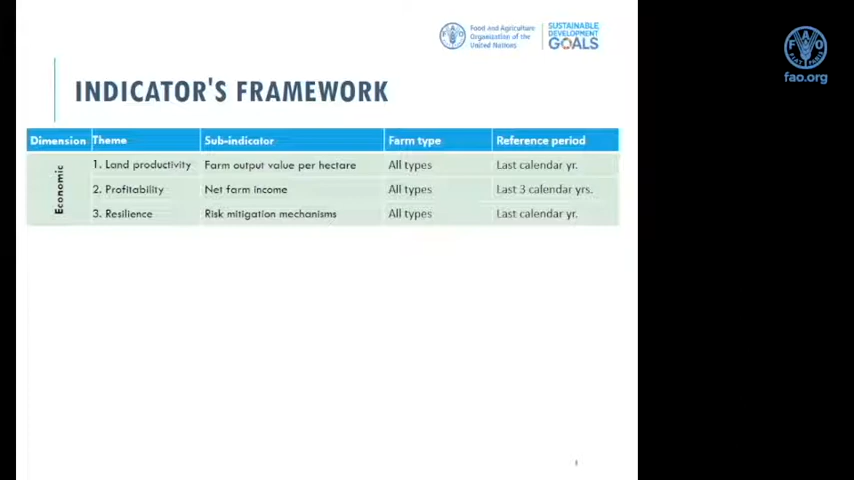 Food and Agriculture
Organization of the
United Nations
SUSTAINABLE
DEVELOPMENT
GOALS
fao.org
INDICATOR'S FRAMEWORK
Dimension Theme Sub-indicator Farm type Reference period
Economic
1. Land productivity Farm output value per hectare All types Last calendar yr.
2. Profitability Net farm income All types Last 3 calendar yrs.
3. Resilience Risk mitigation mechanisms All types Last calendar yr.